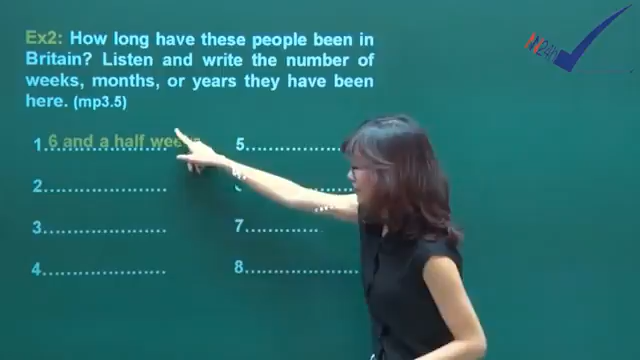 Ex2: How long have these people been in
Britain? Listen and write the number of
weeks, months, or years they have been
here. (mp3.5)
1 6 and a half weeks
2.....................
3.....................
4.....................
5.................
7.............
8.................